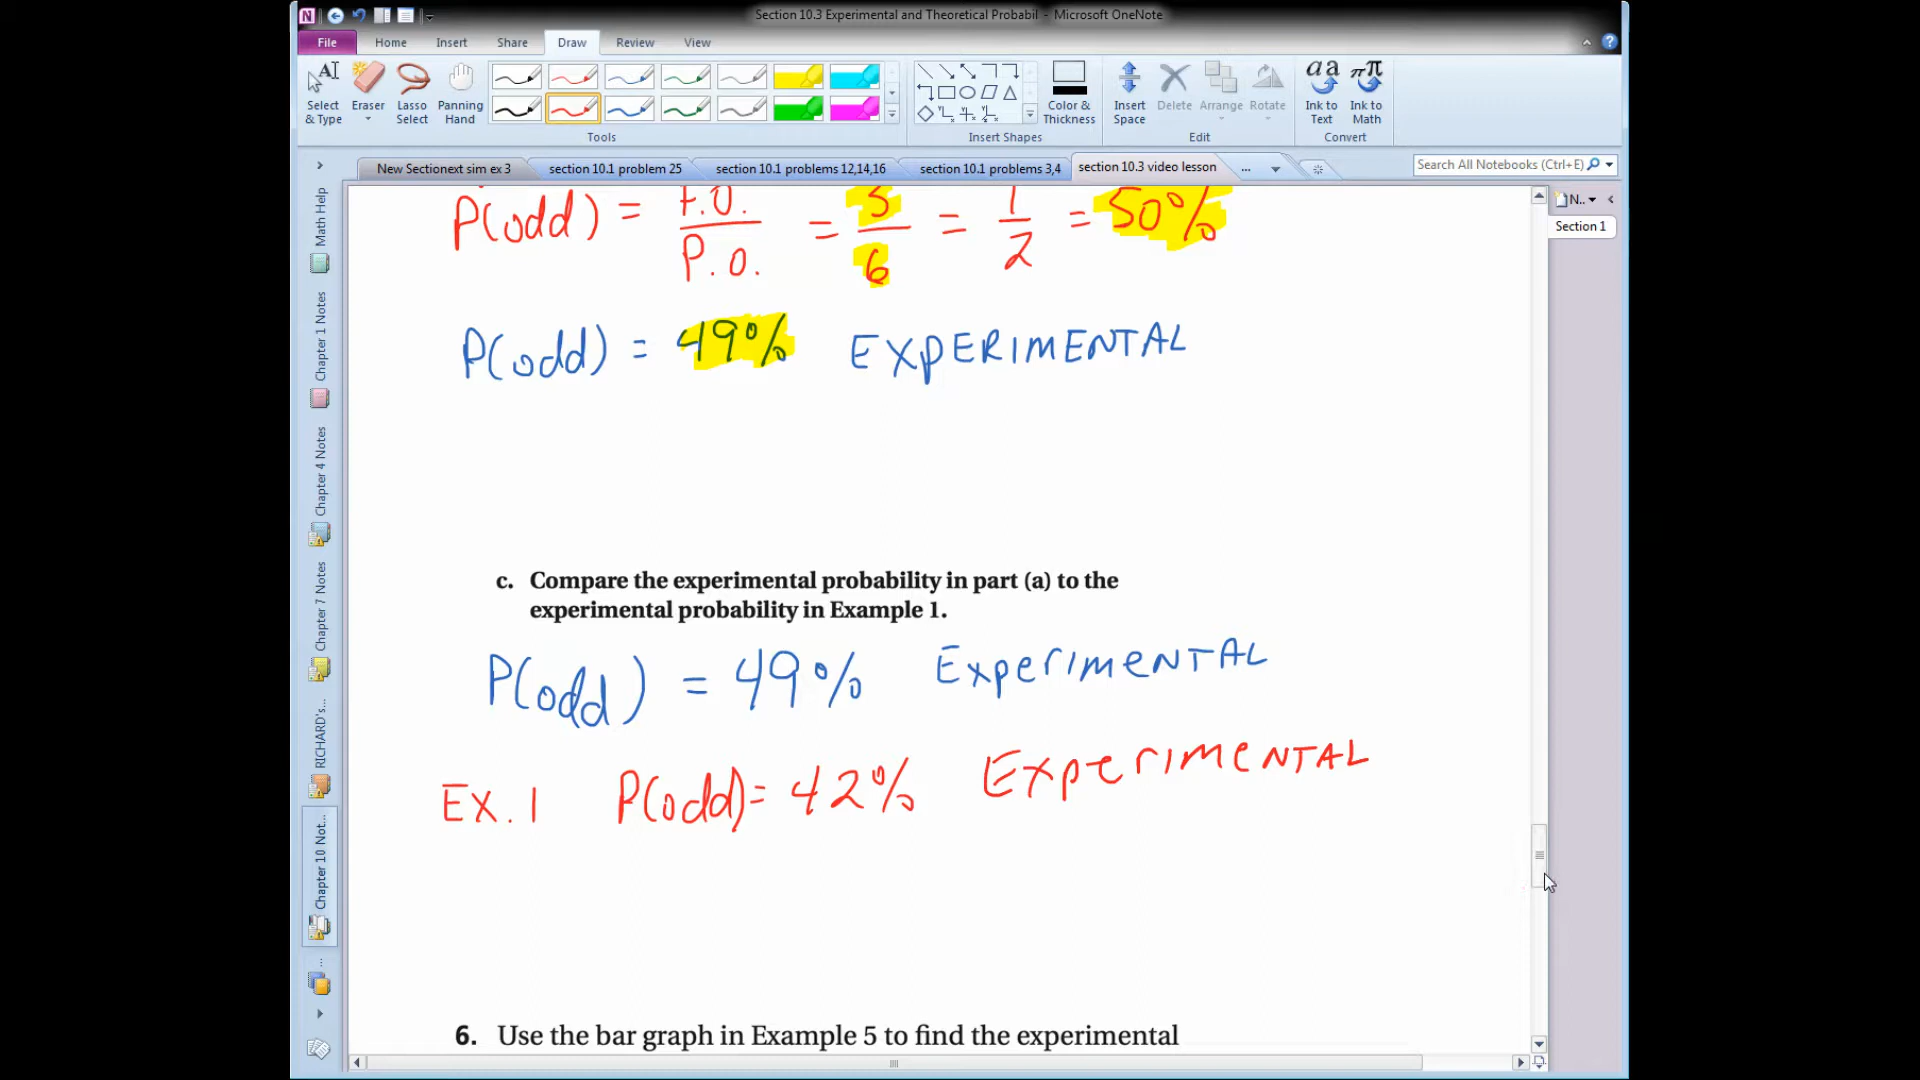 Section 10.3 Experimental and Theoretical Probabil - Microsoft OneNote
File Home Insert Share Draw Review View
Select & Type
Eraser
Lasso Select
Panning Hand
Color & Thickness
Insert Space
Delete Arrange Rotate
Ink to Text
Ink to Math
Tools Insert Shapes Edit Convert
New Sectionext sim ex 3 section 10.1 problem 25 section 10.1 problems 12,14,16 section 10.1 problems 3,4 section 10.3 video lesson ... Search All Notebooks (Ctrl+E)
N..
Section 1
Math Help
Chapter 1 Notes
Chapter 4 Notes
Chapter 7 Notes
RICHARD's...
Chapter 10 Not...
P(odd) = F.O. / P.O. = 3/6 = 1/2 = 50%
P(odd) = 49% EXPERIMENTAL
c. Compare the experimental probability in part (a) to the
experimental probability in Example 1.
P(odd) = 49% ExperimenTAL
EX. 1 P(odd)= 42% ExperimenTAL
6. Use the bar graph in Example 5 to find the experimental